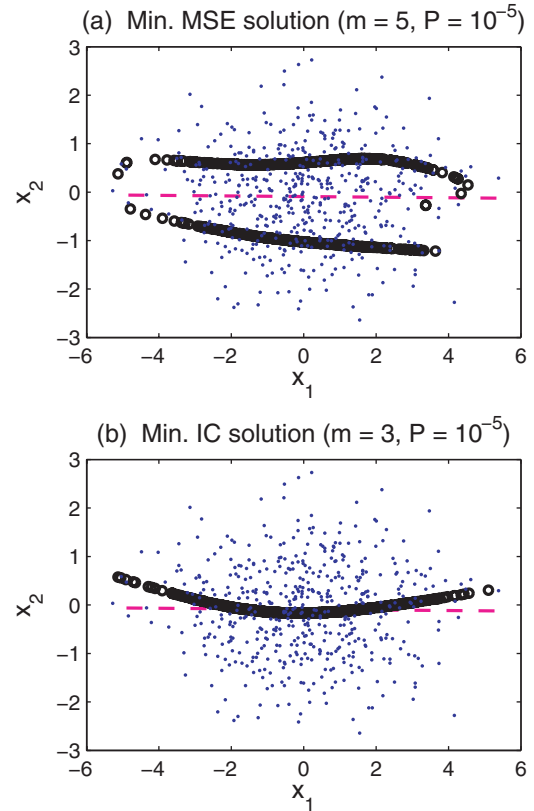 (a) Min. MSE solution (m = 5, P = 10⁻⁵)
3
2
1
0
−1
−2
−3
x₂
−6 −4 −2 0 2 4 6
x₁
(b) Min. IC solution (m = 3, P = 10⁻⁵)
3
2
1
0
−1
−2
−3
x₂
−6 −4 −2 0 2 4 6
x₁